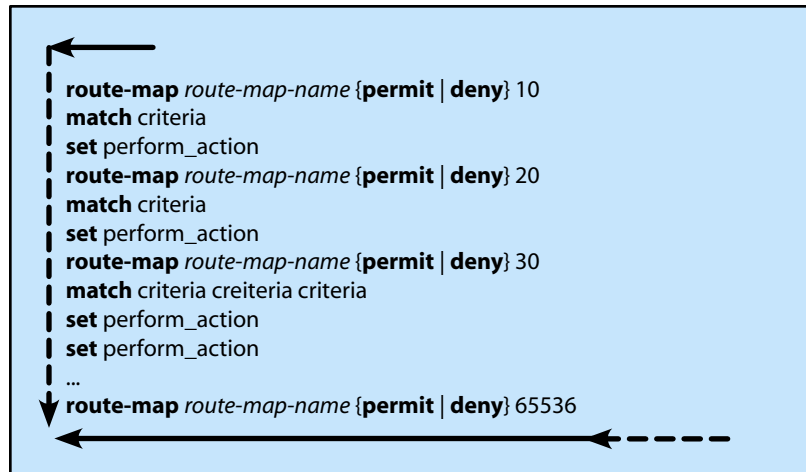 route-map route-map-name {permit | deny} 10
match criteria
set perform_action
route-map route-map-name {permit | deny} 20
match criteria
set perform_action
route-map route-map-name {permit | deny} 30
match criteria creiteria criteria
set perform_action
set perform_action
...
route-map route-map-name {permit | deny} 65536